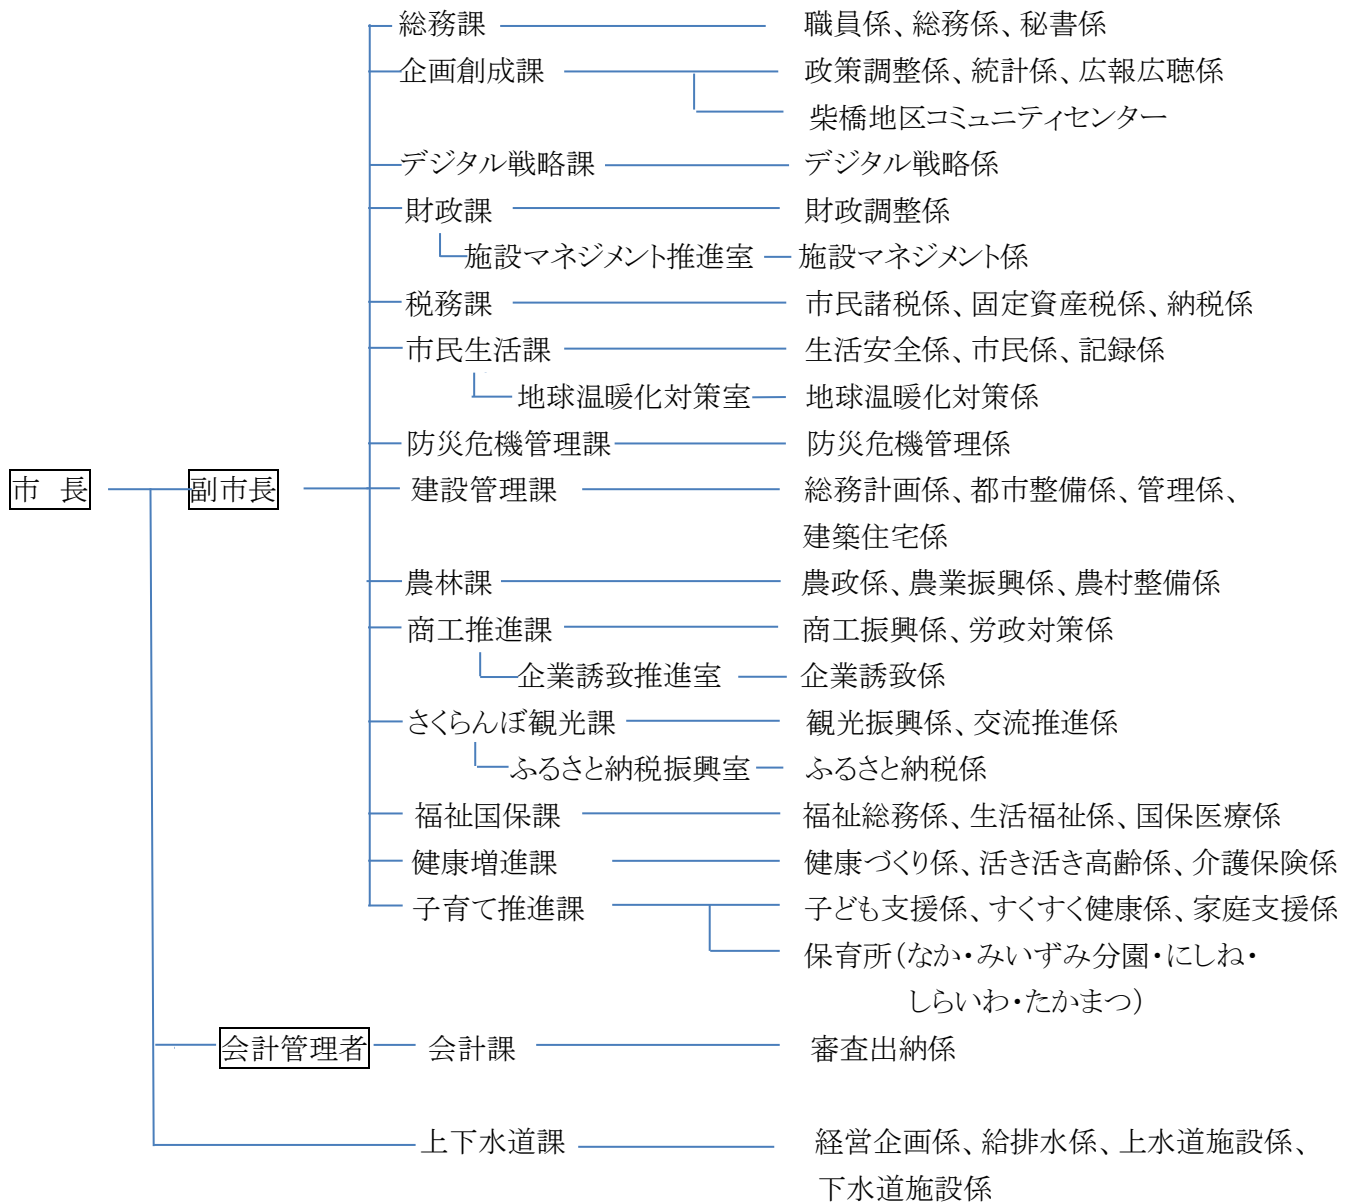 総務課 職員係、総務係、秘書係
企画創成課 政策調整係、統計係、広報広聴係
柴橋地区コミュニティセンター
デジタル戦略課 デジタル戦略係
財政課 財政調整係
施設マネジメント推進室 施設マネジメント係
税務課 市民諸税係、固定資産税係、納税係
市民生活課 生活安全係、市民係、記録係
地球温暖化対策室 地球温暖化対策係
防災危機管理課 防災危機管理係
市 長 副市長 建設管理課 総務計画係、都市整備係、管理係、
建築住宅係
農林課 農政係、農業振興係、農村整備係
商工推進課 商工振興係、労政対策係
企業誘致推進室 企業誘致係
さくらんぼ観光課 観光振興係、交流推進係
ふるさと納税振興室 ふるさと納税係
福祉国保課 福祉総務係、生活福祉係、国保医療係
健康増進課 健康づくり係、活き活き高齢係、介護保険係
子育て推進課 子ども支援係、すくすく健康係、家庭支援係
保育所(なか・みいずみ分園・にしね・
しらいわ・たかまつ)
会計管理者 会計課 審査出納係
上下水道課 経営企画係、給排水係、上水道施設係、
下水道施設係